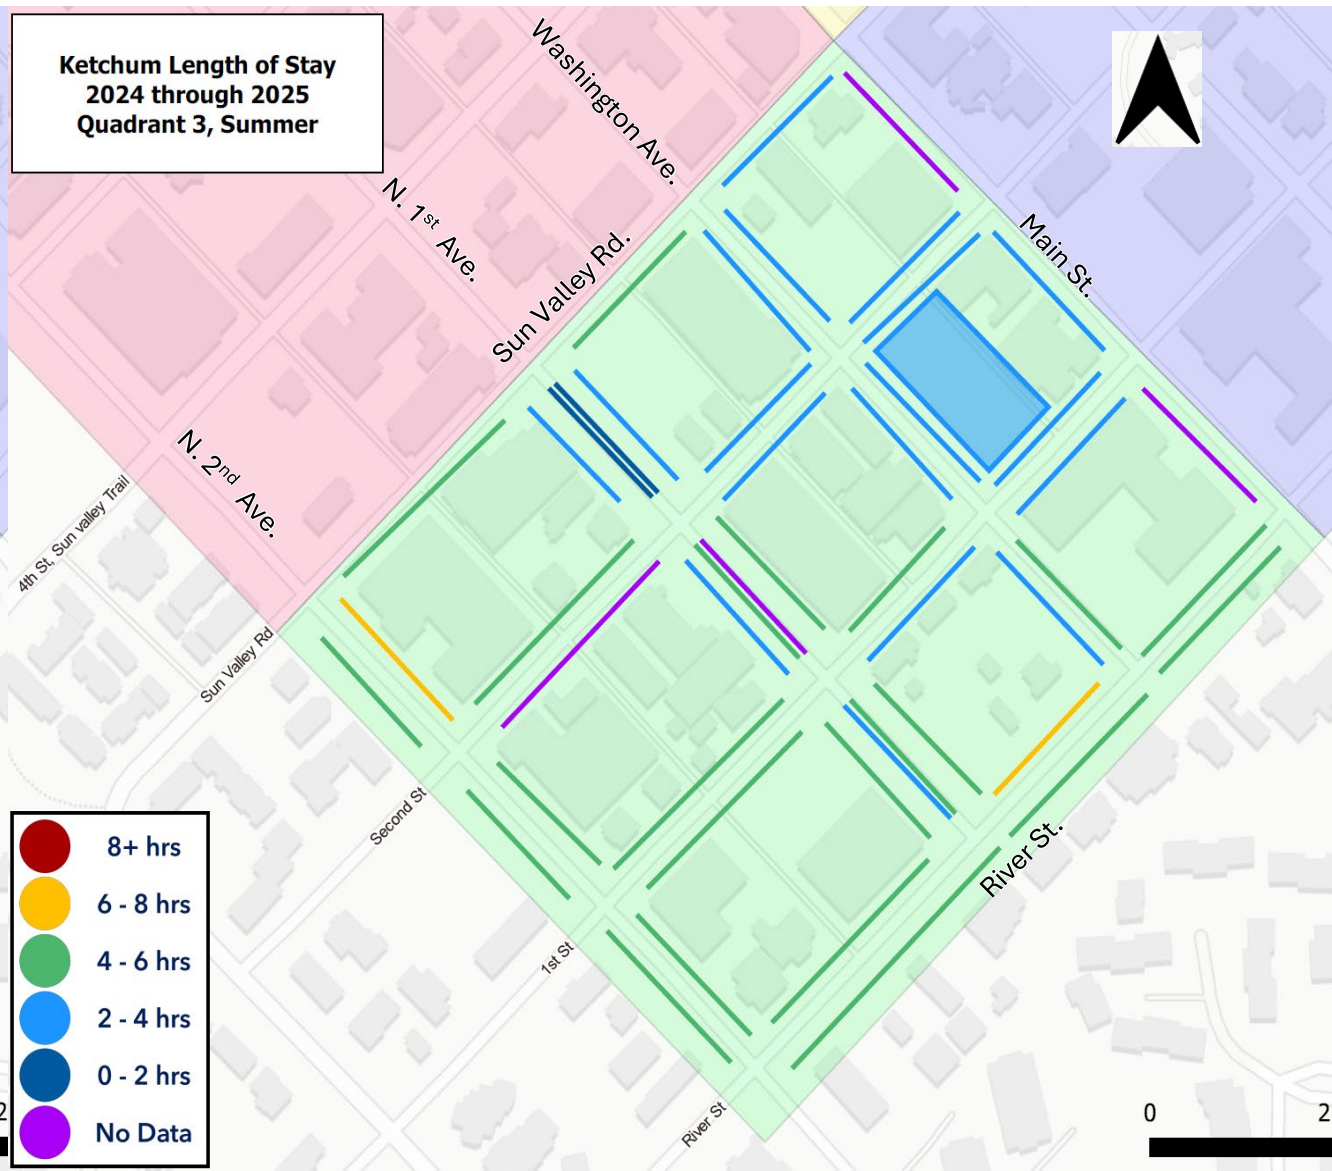 Ketchum Length of Stay
2024 through 2025
Quadrant 3, Summer
Washington Ave.
N. 1st Ave.
Sun Valley Rd.
Main St.
N. 2nd Ave.
4th St, Sun valley Trail
Sun Valley Rd
Second St
1st St
River St
River St.
8+ hrs
6 - 8 hrs
4 - 6 hrs
2 - 4 hrs
0 - 2 hrs
No Data
2
0
2